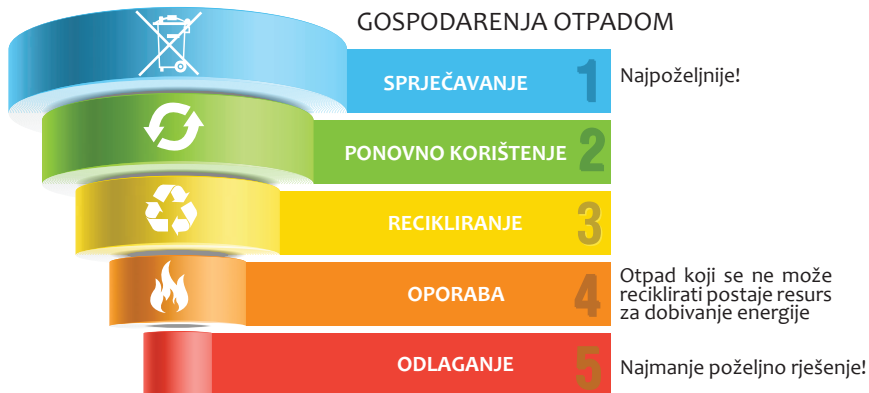 GOSPODARENJA OTPADOM
SPRJEČAVANJE 1 Najpoželjnije!
PONOVNO KORIŠTENJE 2
RECIKLIRANJE 3
OPORABA 4
Otpad koji se ne može
reciklirati postaje resurs
za dobivanje energije
ODLAGANJE 5 Najmanje poželjno rješenje!